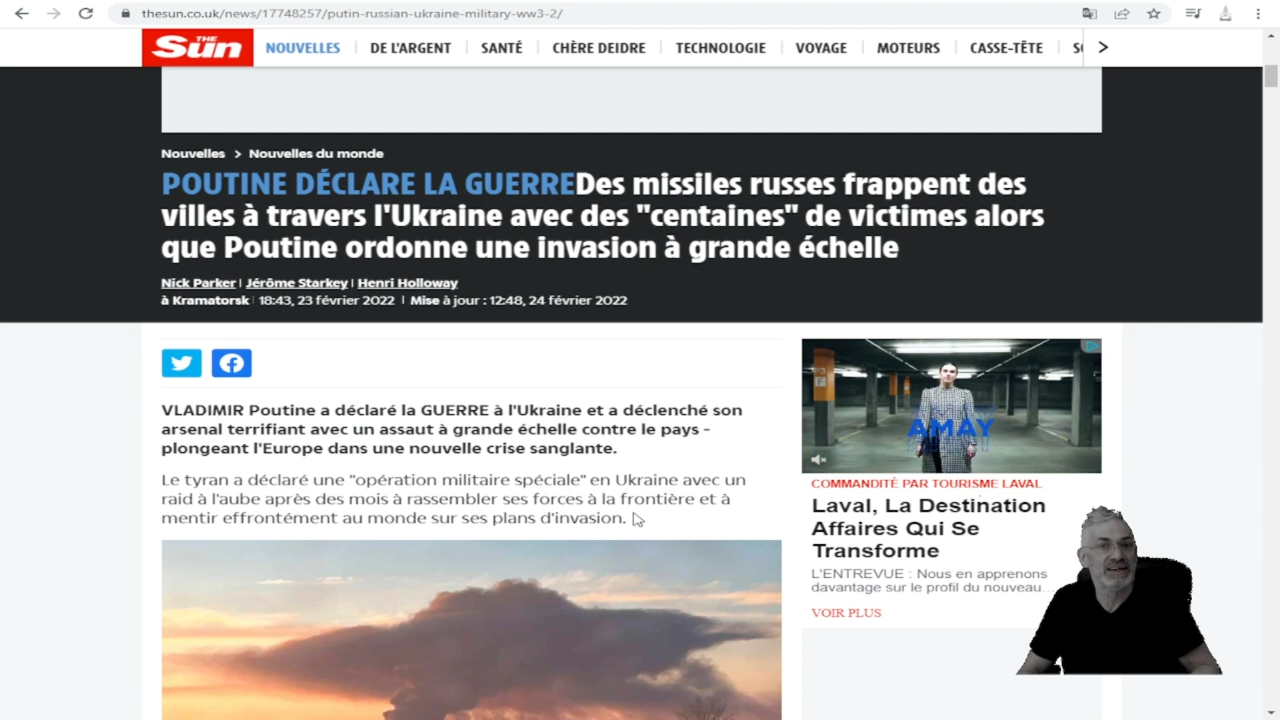 thesun.co.uk/news/17748257/putin-russian-ukraine-military-ww3-2/
THE Sun NOUVELLES DE L'ARGENT SANTÉ CHÈRE DEIDRE TECHNOLOGIE VOYAGE MOTEURS CASSE-TÊTE
Nouvelles > Nouvelles du monde
POUTINE DÉCLARE LA GUERREDes missiles russes frappent des
villes à travers l'Ukraine avec des "centaines" de victimes alors
que Poutine ordonne une invasion à grande échelle
Nick Parker | Jérôme Starkey | Henri Holloway
à Kramatorsk | 18:43, 23 février 2022 | Mise à jour : 12:48, 24 février 2022
VLADIMIR Poutine a déclaré la GUERRE à l'Ukraine et a déclenché son
arsenal terrifiant avec un assaut à grande échelle contre le pays -
plongeant l'Europe dans une nouvelle crise sanglante.
Le tyran a déclaré une "opération militaire spéciale" en Ukraine avec un
raid à l'aube après des mois à rassembler ses forces à la frontière et à
mentir effrontément au monde sur ses plans d'invasion.
AMAY
COMMANDITÉ PAR TOURISME LAVAL
Laval, La Destination
Affaires Qui Se
Transforme
L'ENTREVUE : Nous en apprenons
davantage sur le profil du nouveau...
VOIR PLUS